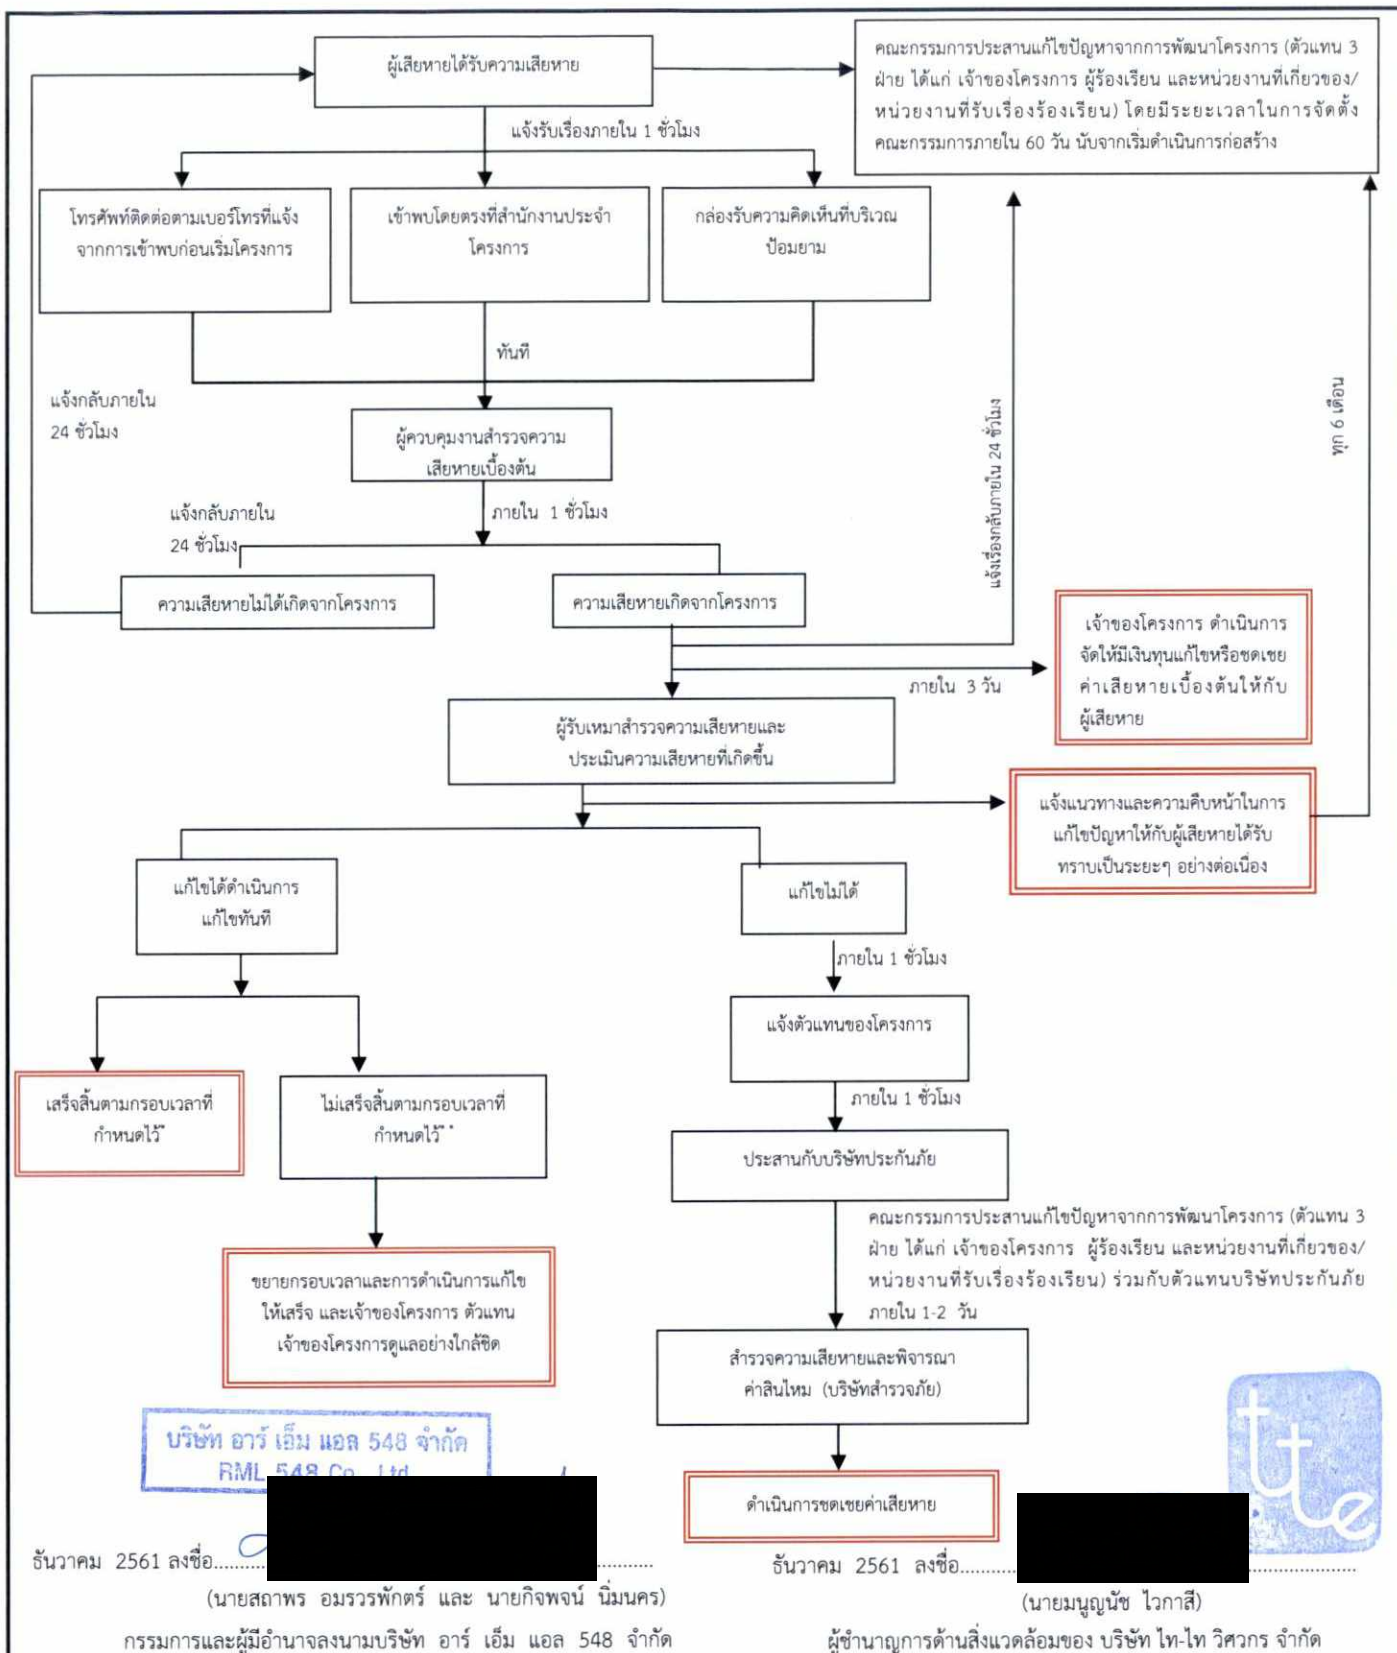 ผู้เสียหายได้รับความเสียหาย
คณะกรรมการประสานแก้ไขปัญหาจากการพัฒนาโครงการ (ตัวแทน 3
ฝ่าย ได้แก่ เจ้าของโครงการ ผู้ร้องเรียน และหน่วยงานที่เกี่ยวของ/
หน่วยงานที่รับเรื่องร้องเรียน) โดยมีระยะเวลาในการจัดตั้ง
คณะกรรมการภายใน 60 วัน นับจากเริ่มดำเนินการก่อสร้าง
แจ้งรับเรื่องภายใน 1 ชั่วโมง
โทรศัพท์ติดต่อตามเบอร์โทรที่แจ้ง
จากการเข้าพบก่อนเริ่มโครงการ
เข้าพบโดยตรงที่สำนักงานประจำ
โครงการ
กล่องรับความคิดเห็นที่บริเวณ
ป้อมยาม
ทันที
แจ้งกลับภายใน
24 ชั่วโมง
ผู้ควบคุมงานสำรวจความ
เสียหายเบื้องต้น
แจ้งเรื่องกลับภายใน 24 ชั่วโมง
ทุก 6 เดือน
แจ้งกลับภายใน
24 ชั่วโมง
ภายใน 1 ชั่วโมง
ความเสียหายไม่ได้เกิดจากโครงการ
ความเสียหายเกิดจากโครงการ
เจ้าของโครงการ ดำเนินการ
จัดให้มีเงินทุนแก้ไขหรือชดเชย
ค่าเสียหายเบื้องต้นให้กับ
ผู้เสียหาย
ภายใน 3 วัน
ผู้รับเหมาสำรวจความเสียหายและ
ประเมินความเสียหายที่เกิดขึ้น
แจ้งแนวทางและความคืบหน้าในการ
แก้ไขปัญหาให้กับผู้เสียหายได้รับ
ทราบเป็นระยะๆ อย่างต่อเนื่อง
แก้ไขได้ดำเนินการ
แก้ไขทันที
แก้ไขไม่ได้
ภายใน 1 ชั่วโมง
แจ้งตัวแทนของโครงการ
เสร็จสิ้นตามกรอบเวลาที่
กำหนดไว้*
ไม่เสร็จสิ้นตามกรอบเวลาที่
กำหนดไว้**
ภายใน 1 ชั่วโมง
ประสานกับบริษัทประกันภัย
คณะกรรมการประสานแก้ไขปัญหาจากการพัฒนาโครงการ (ตัวแทน 3
ฝ่าย ได้แก่ เจ้าของโครงการ ผู้ร้องเรียน และหน่วยงานที่เกี่ยวของ/
หน่วยงานที่รับเรื่องร้องเรียน) ร่วมกับตัวแทนบริษัทประกันภัย
ภายใน 1-2 วัน
ขยายกรอบเวลาและการดำเนินการแก้ไข
ให้เสร็จ และเจ้าของโครงการ ตัวแทน
เจ้าของโครงการดูแลอย่างใกล้ชิด
สำรวจความเสียหายและพิจารณา
ค่าสินไหม (บริษัทสำรวจภัย)
บริษัท อาร์ เอ็ม แอล 548 จำกัด
RML 548 Co., Ltd
ดำเนินการชดเชยค่าเสียหาย
tte
ธันวาคม 2561 ลงชื่อ
(นายสถาพร อมรวรพักตร์ และ นายกิจพจน์ นิ่มนคร)
กรรมการและผู้มีอำนาจลงนามบริษัท อาร์ เอ็ม แอล 548 จำกัด
ธันวาคม 2561 ลงชื่อ
(นายมนูญนัช ไวกาสี)
ผู้ชำนาญการด้านสิ่งแวดล้อมของ บริษัท ไท-ไท วิศวกร จำกัด